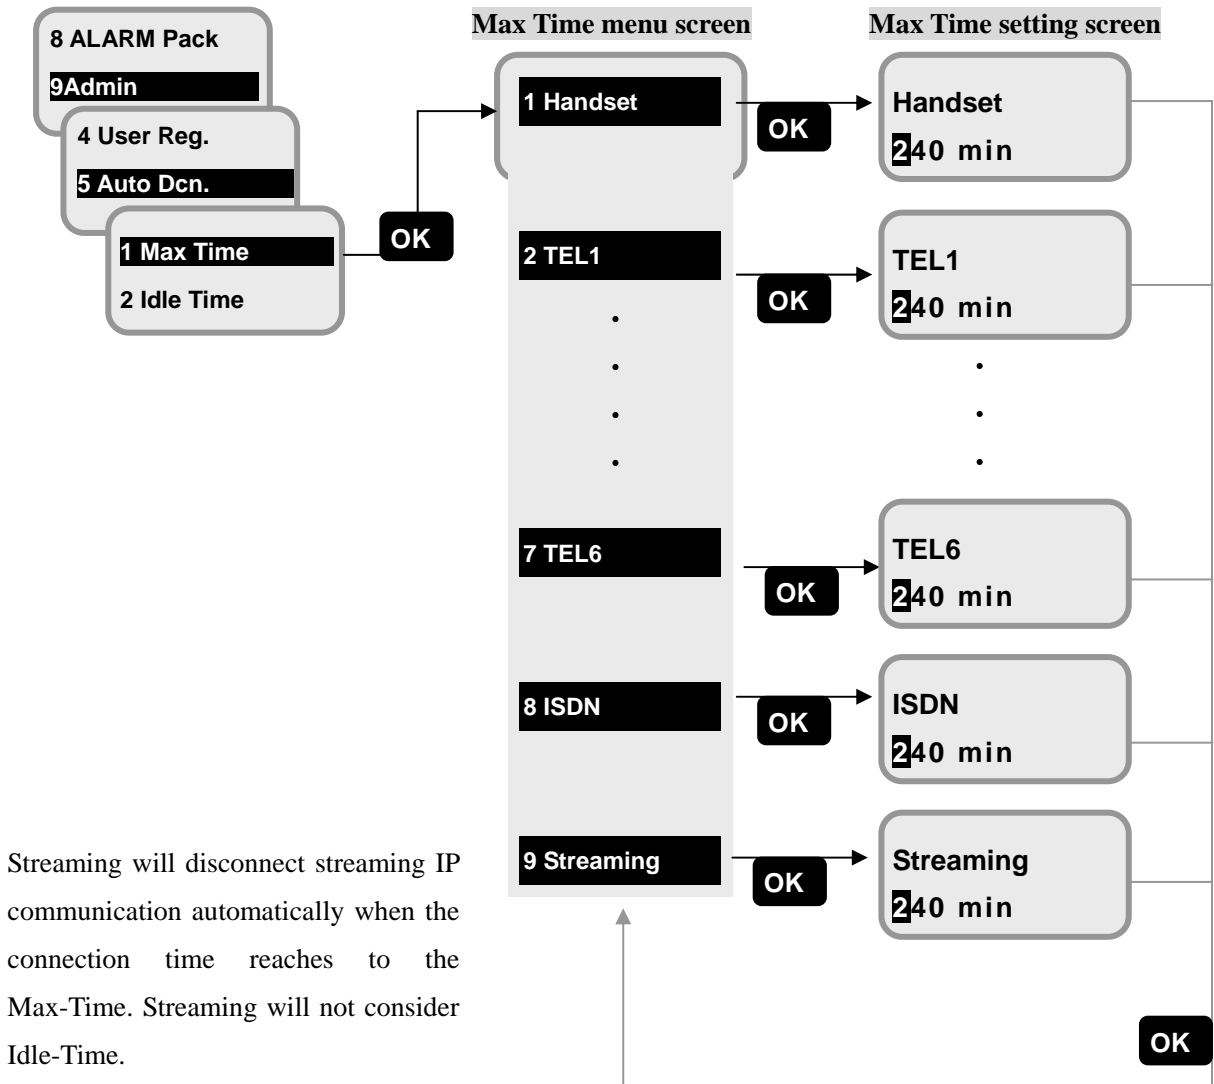 Max Time menu screen
Max Time setting screen
8 ALARM Pack
9Admin
4 User Reg.
5 Auto Dcn.
1 Max Time
2 Idle Time
OK
1 Handset
OK
Handset
240 min
2 TEL1
OK
TEL1
240 min
7 TEL6
OK
TEL6
240 min
8 ISDN
OK
ISDN
240 min
9 Streaming
OK
Streaming
240 min
Streaming will disconnect streaming IP
communication automatically when the
connection time reaches to the
Max-Time. Streaming will not consider
Idle-Time.
OK